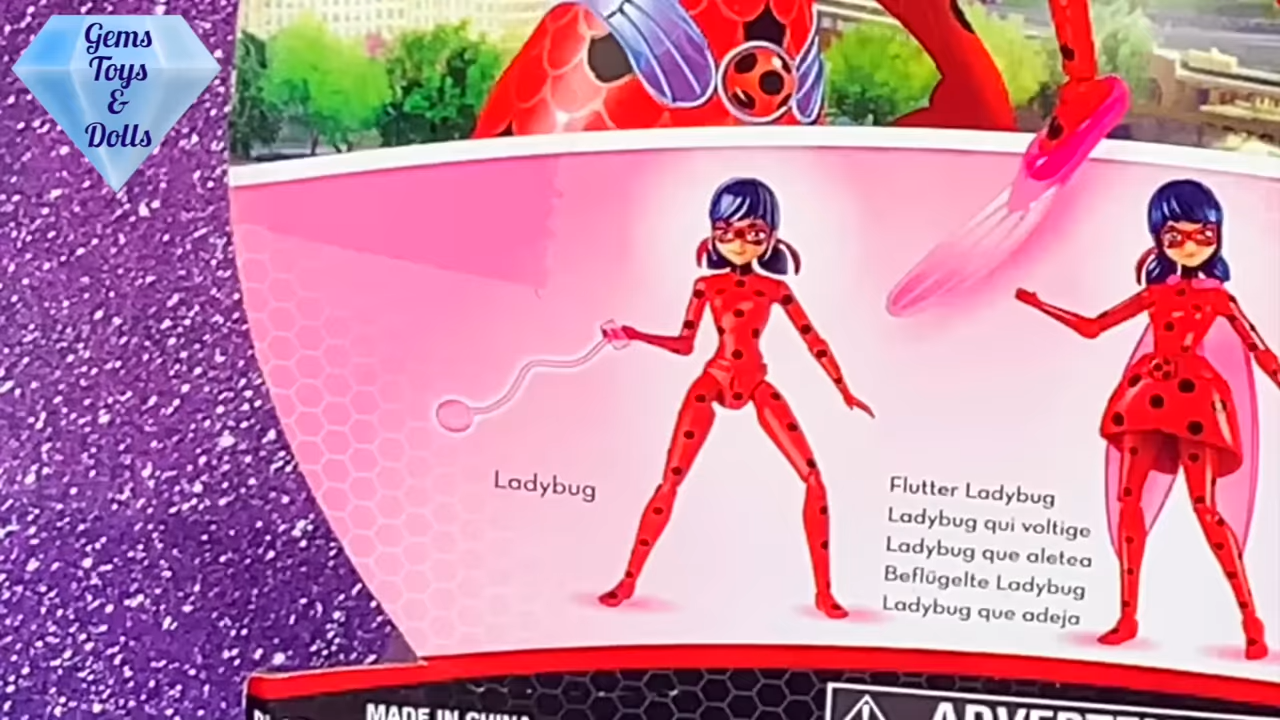 Gems
Toys
&
Dolls
Ladybug
Flutter Ladybug
Ladybug qui voltige
Ladybug que aletea
Beflügelte Ladybug
Ladybug que adeja
MADE IN CHINA